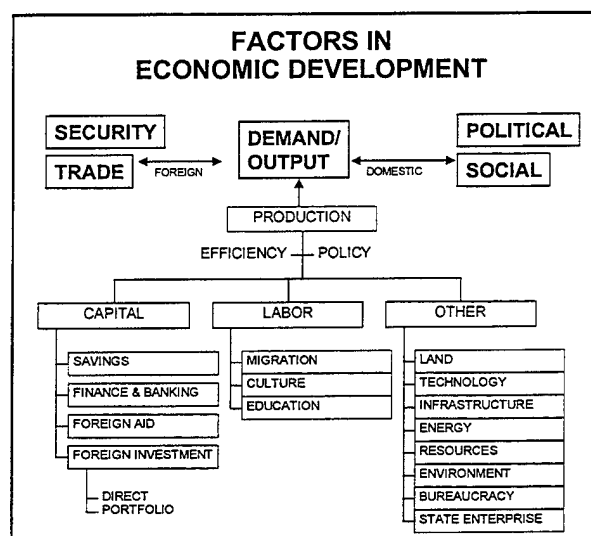 FACTORS IN
ECONOMIC DEVELOPMENT
SECURITY
TRADE
FOREIGN
DEMAND/
OUTPUT
DOMESTIC
POLITICAL
SOCIAL
PRODUCTION
EFFICIENCY
POLICY
CAPITAL
SAVINGS
FINANCE & BANKING
FOREIGN AID
FOREIGN INVESTMENT
DIRECT
PORTFOLIO
LABOR
MIGRATION
CULTURE
EDUCATION
OTHER
LAND
TECHNOLOGY
INFRASTRUCTURE
ENERGY
RESOURCES
ENVIRONMENT
BUREAUCRACY
STATE ENTERPRISE